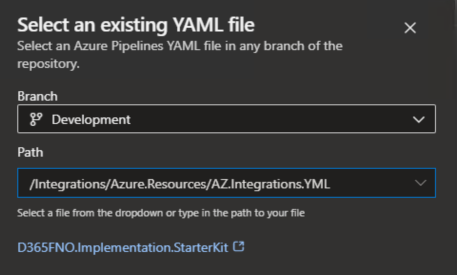 Select an existing YAML file
Select an Azure Pipelines YAML file in any branch of the
repository.
Branch
Development
Path
/Integrations/Azure.Resources/AZ.Integrations.YML
Select a file from the dropdown or type in the path to your file
D365FNO.Implementation.StarterKit